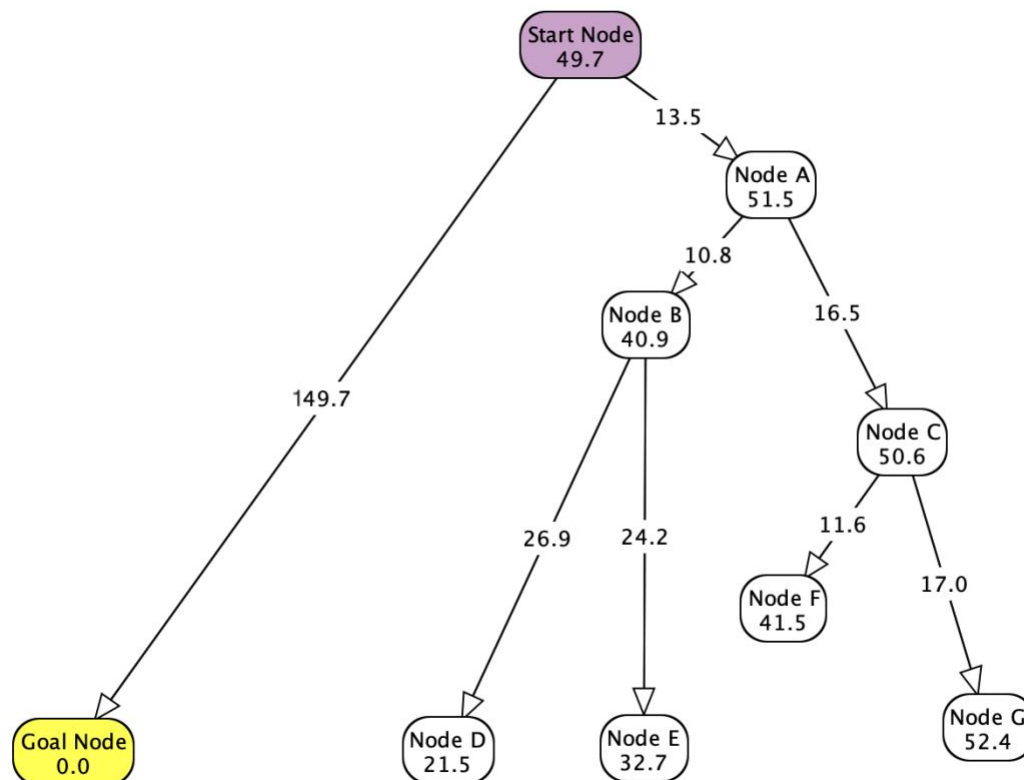 Start Node
49.7
13.5
Node A
51.5
10.8
Node B
40.9
16.5
149.7
Node C
50.6
26.9
24.2
11.6
17.0
Node F
41.5
Goal Node
0.0
Node D
21.5
Node E
32.7
Node G
52.4